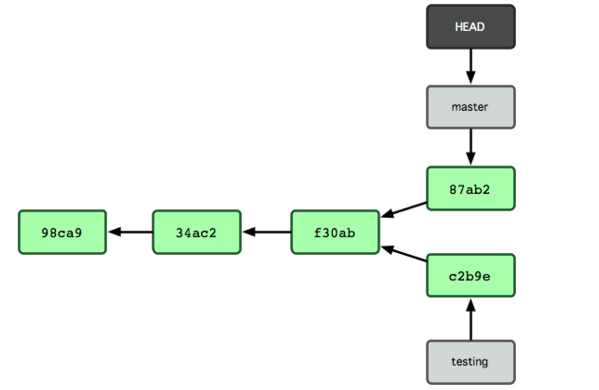 HEAD
master
87ab2
98ca9
34ac2
f30ab
c2b9e
testing